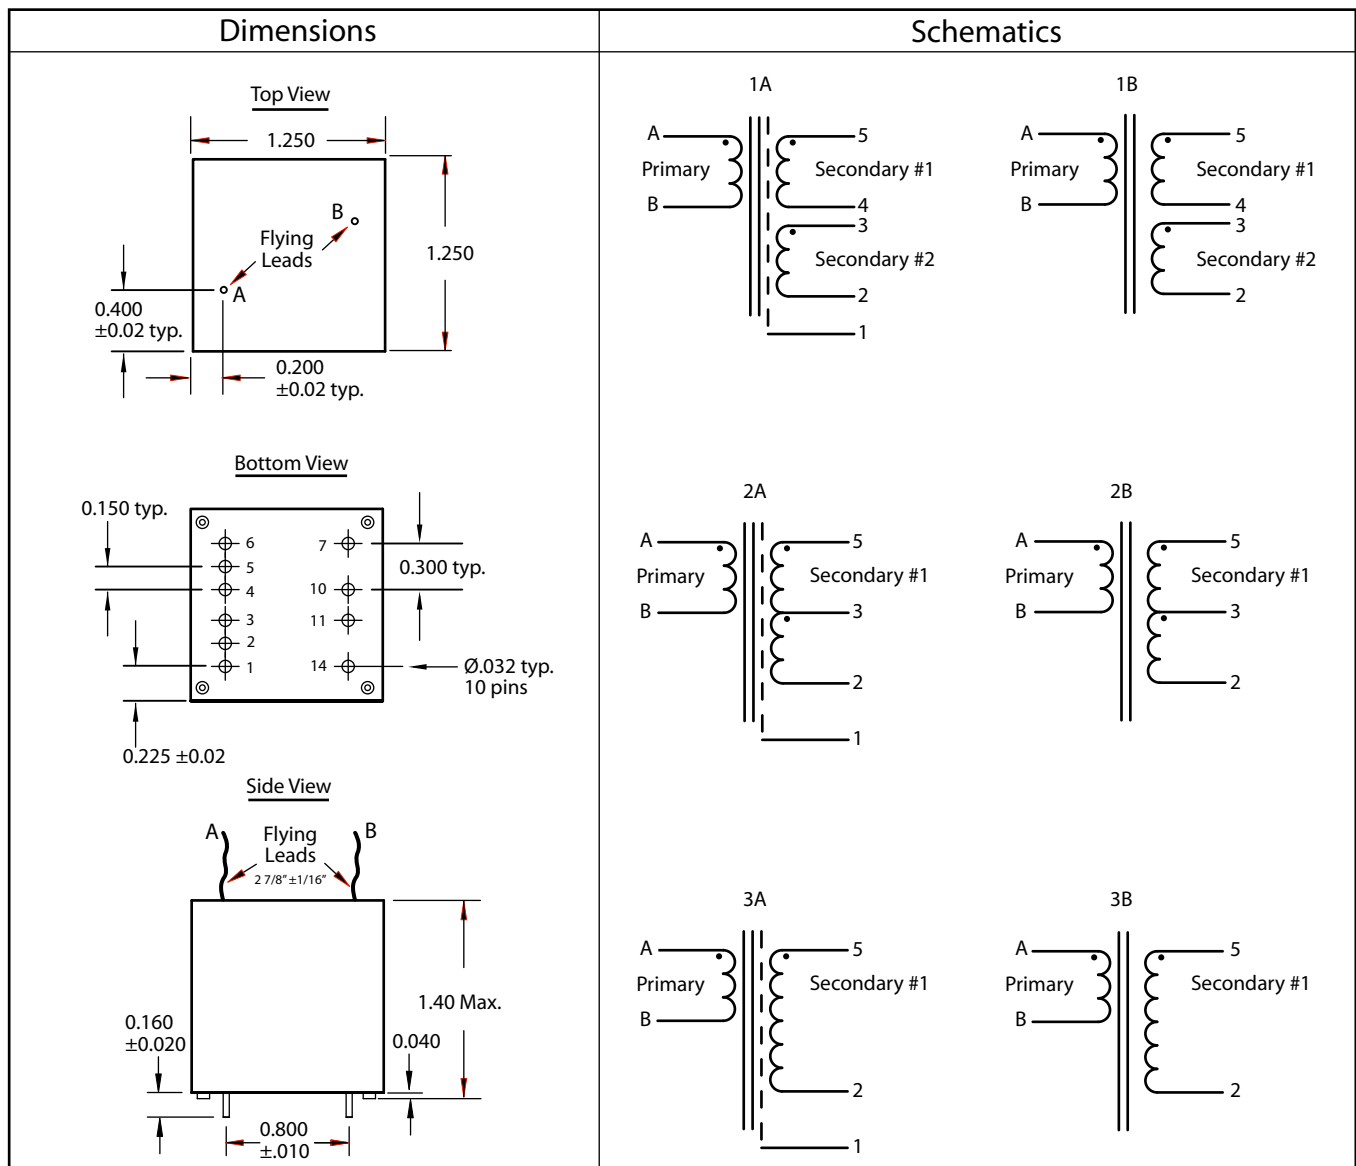 Dimensions
Schematics
Top View
1.250
B
Flying
Leads
1.250
A
0.400
±0.02 typ.
0.200
±0.02 typ.
Bottom View
0.150 typ.
6
7
5
0.300 typ.
4
10
3
11
2
1
14
Ø.032 typ.
10 pins
0.225 ±0.02
Side View
A
Flying
Leads
B
2 7/8" ±1/16"
1.40 Max.
0.160
±0.020
0.040
0.800
±.010
1A
A
5
Primary
Secondary #1
B
4
3
Secondary #2
2
1
1B
A
5
Primary
Secondary #1
B
4
3
Secondary #2
2
2A
A
5
Primary
Secondary #1
B
3
2
1
2B
A
5
Primary
Secondary #1
B
3
2
3A
A
5
Primary
Secondary #1
B
2
1
3B
A
5
Primary
Secondary #1
B
2